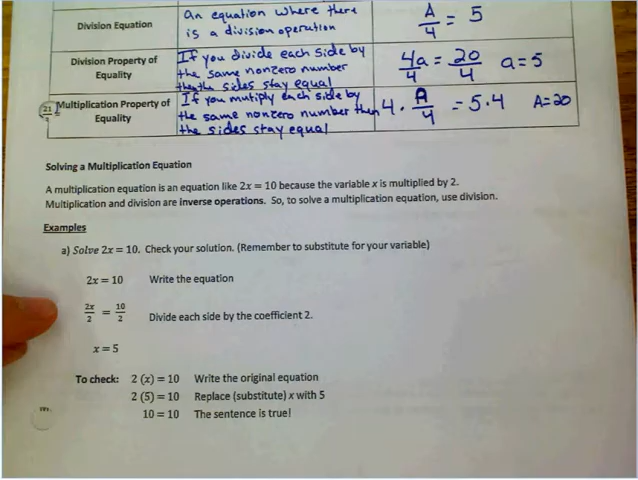 Division Equation
an equation where there
is a division operation
A/4 = 5
Division Property of
Equality
If you divide each side by
the same nonzero number
the sides stay equal
4a/4 = 20/4 a=5
Multiplication Property of
Equality
If you mutiply each side by
the same nonzero number then
the sides stay equal
4 · A/4 = 5·4 A=20
Solving a Multiplication Equation
A multiplication equation is an equation like 2x = 10 because the variable x is multiplied by 2.
Multiplication and division are inverse operations. So, to solve a multiplication equation, use division.
Examples
a) Solve 2x = 10. Check your solution. (Remember to substitute for your variable)
2x = 10 Write the equation
2x/2 = 10/2 Divide each side by the coefficient 2.
x = 5
To check: 2 (x) = 10 Write the original equation
2 (5) = 10 Replace (substitute) x with 5
10 = 10 The sentence is true!